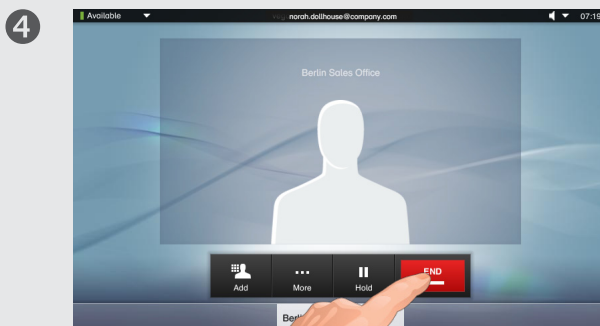 4
Available
norah.dollhouse@company.com
07:19
Berlin Sales Office
Add
More
Hold
END